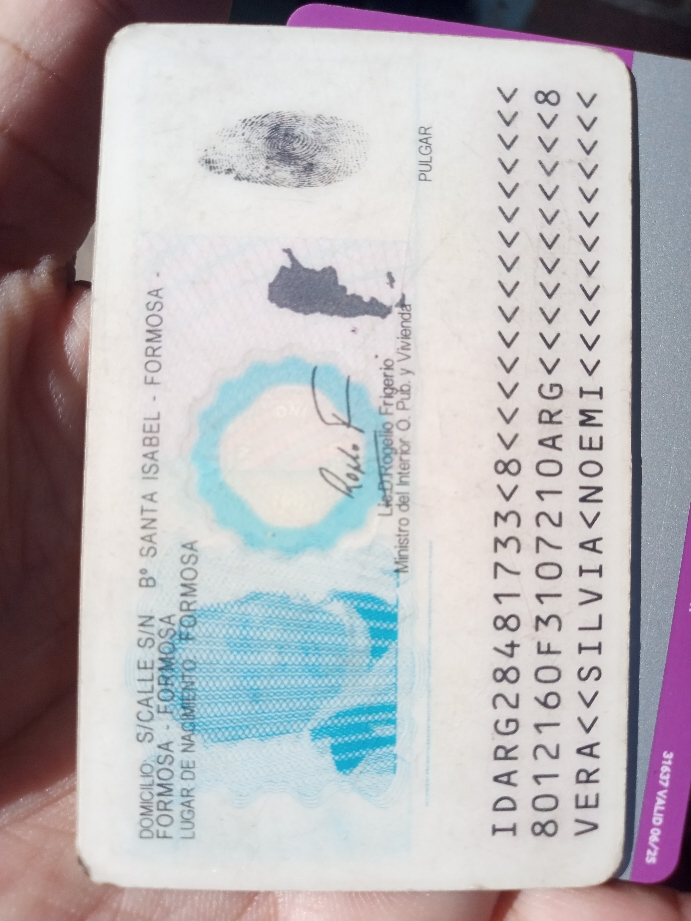 DOMICILIO: S/CALLE S/N Bº SANTA ISABEL - FORMOSA -
FORMOSA - FORMOSA
LUGAR DE NACIMIENTO: FORMOSA
Lic. Rogelio Frigerio
Ministro del Interior O. Pub. y Vivienda
PULGAR
IDARG28481733<8<<<<<<<<<<<<<<<
8012160F3107210ARG<<<<<<<<<<<8
VERA<<SILVIA<NOEMI<<<<<<<<<<<<
31637 VALID 06/25